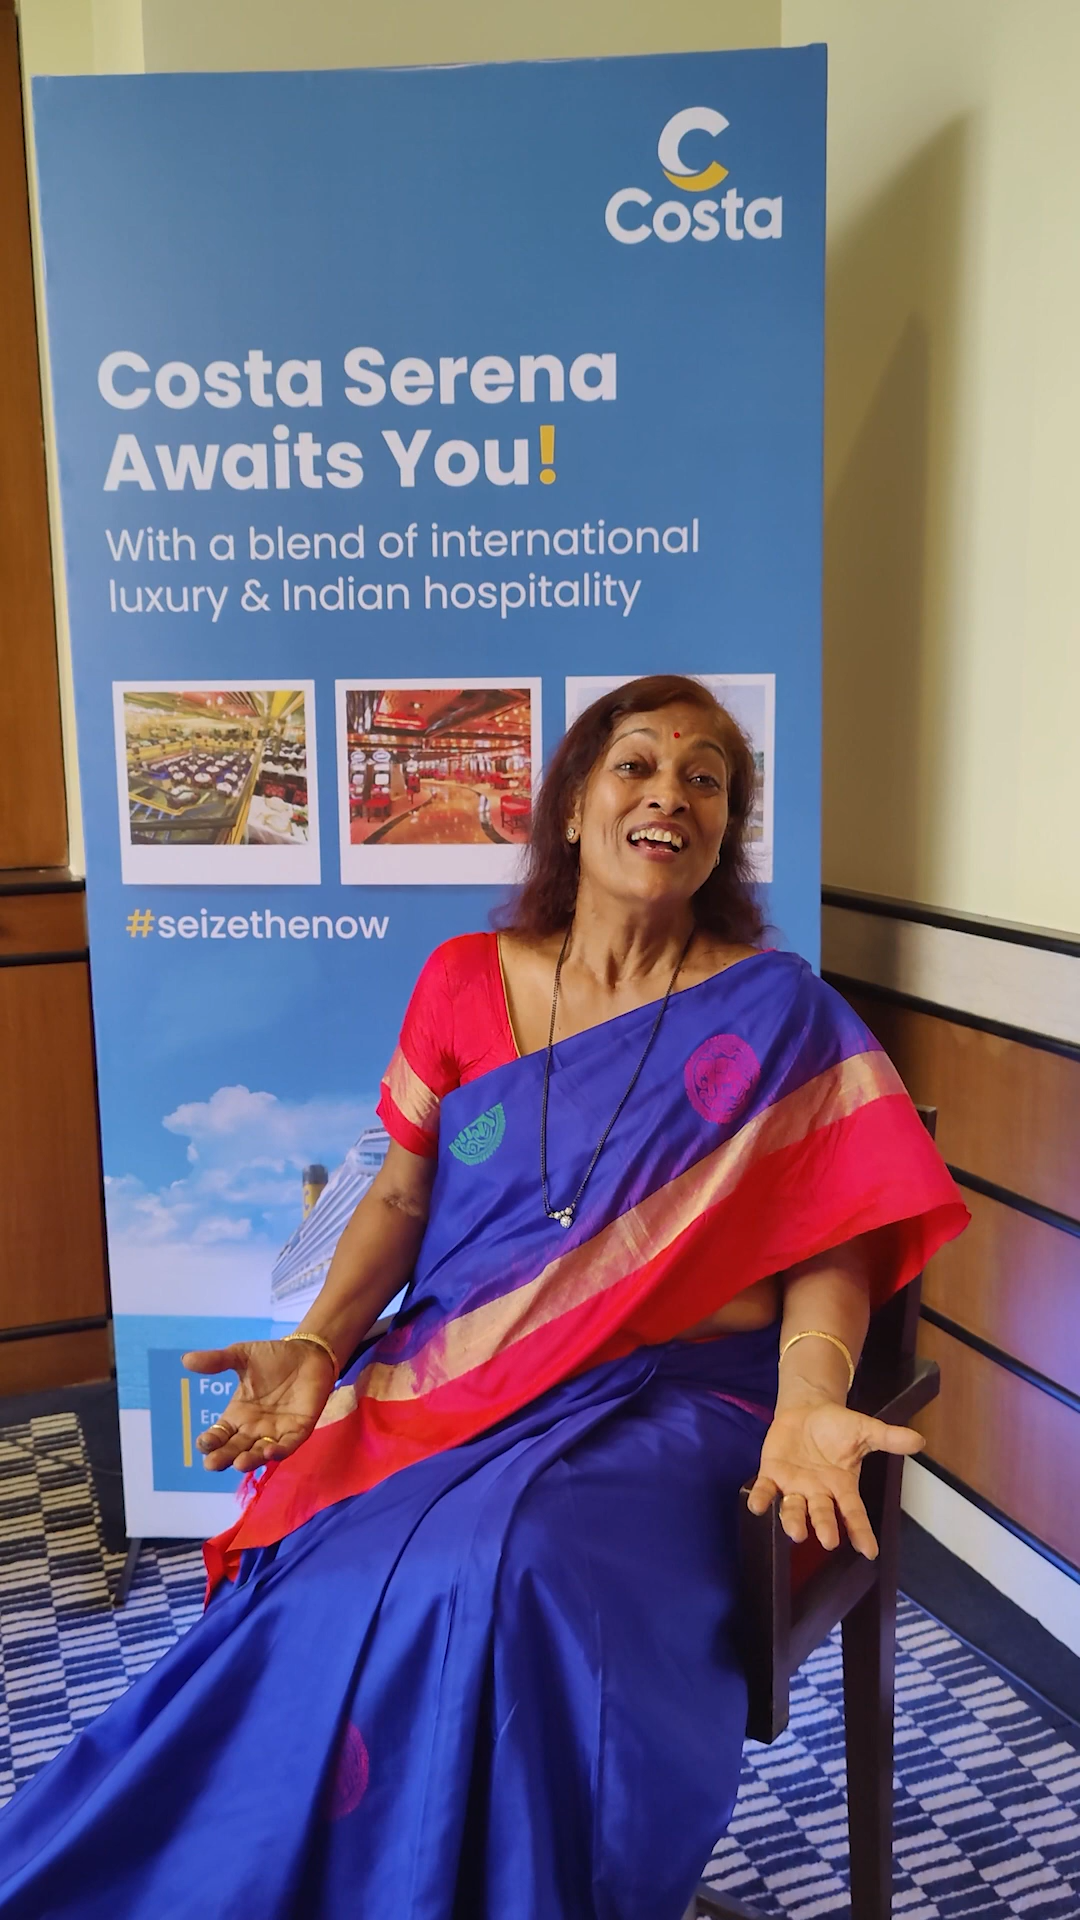 Costa
Costa Serena
Awaits You!
With a blend of international
luxury & Indian hospitality
#seizethenow
For